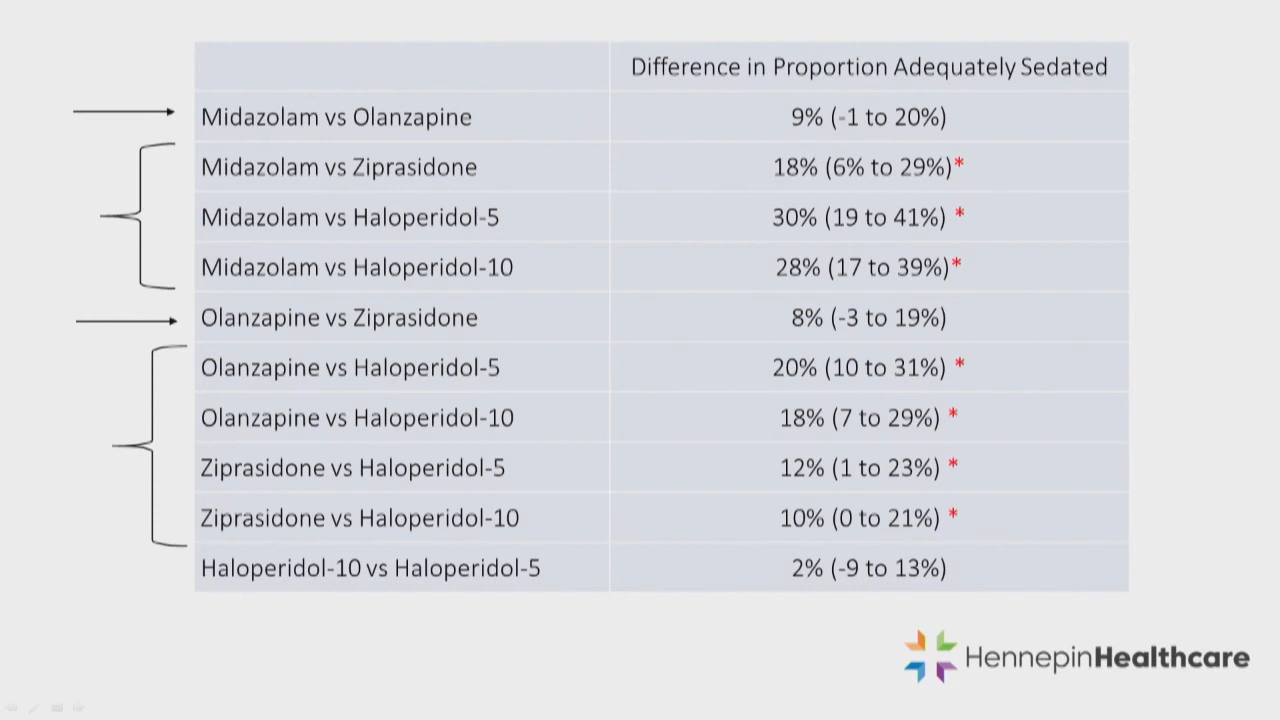 Difference in Proportion Adequately Sedated
Midazolam vs Olanzapine 9% (-1 to 20%)
Midazolam vs Ziprasidone 18% (6% to 29%)*
Midazolam vs Haloperidol-5 30% (19 to 41%) *
Midazolam vs Haloperidol-10 28% (17 to 39%)*
Olanzapine vs Ziprasidone 8% (-3 to 19%)
Olanzapine vs Haloperidol-5 20% (10 to 31%) *
Olanzapine vs Haloperidol-10 18% (7 to 29%) *
Ziprasidone vs Haloperidol-5 12% (1 to 23%) *
Ziprasidone vs Haloperidol-10 10% (0 to 21%) *
Haloperidol-10 vs Haloperidol-5 2% (-9 to 13%)
HennepinHealthcare